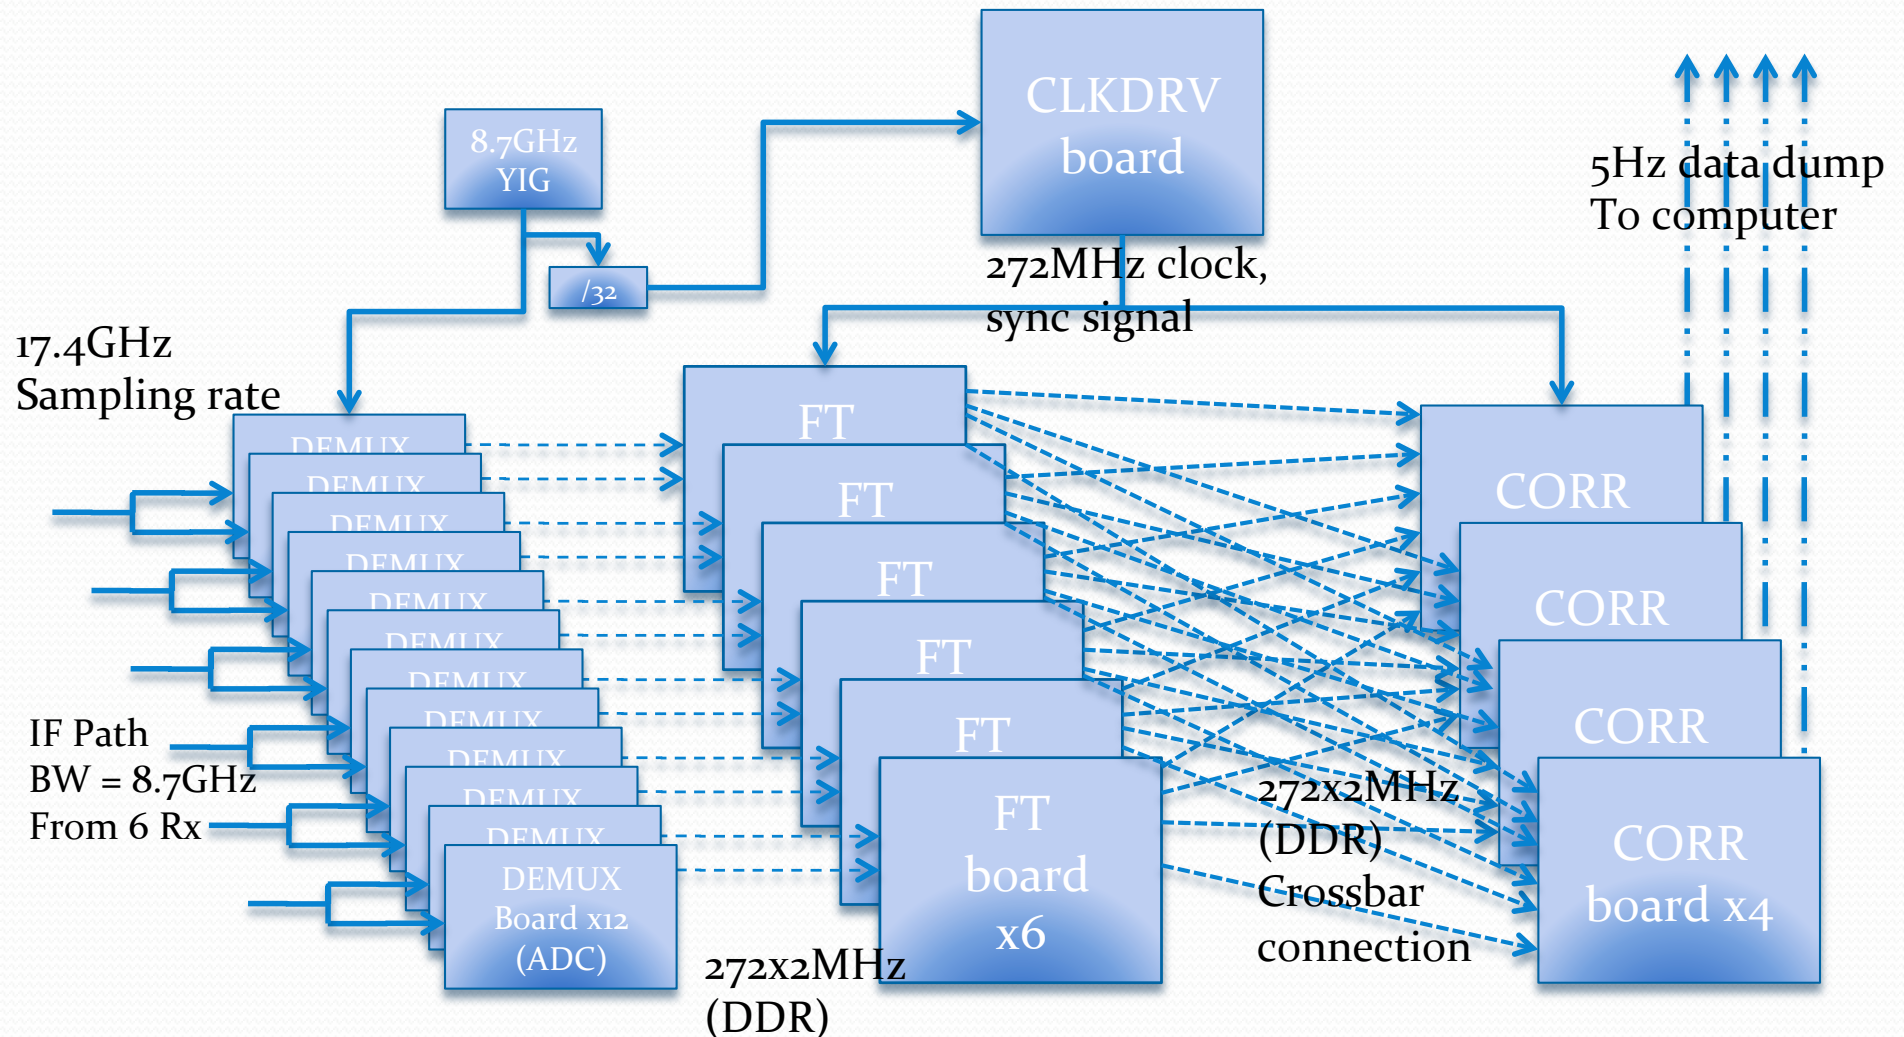 CLKDRV
board
8.7GHz
YIG
/32
5Hz data dump
To computer
272MHz clock,
sync signal
17.4GHz
Sampling rate
DEMUX
DEMUX
DEMUX
DEMUX
DEMUX
DEMUX
DEMUX
DEMUX
DEMUX
DEMUX
DEMUX
DEMUX
Board x12
(ADC)
IF Path
BW = 8.7GHz
From 6 Rx
FT
FT
FT
FT
FT
FT
board
x6
272x2MHz
(DDR)
272x2MHz
(DDR)
Crossbar
connection
CORR
CORR
CORR
CORR
board x4